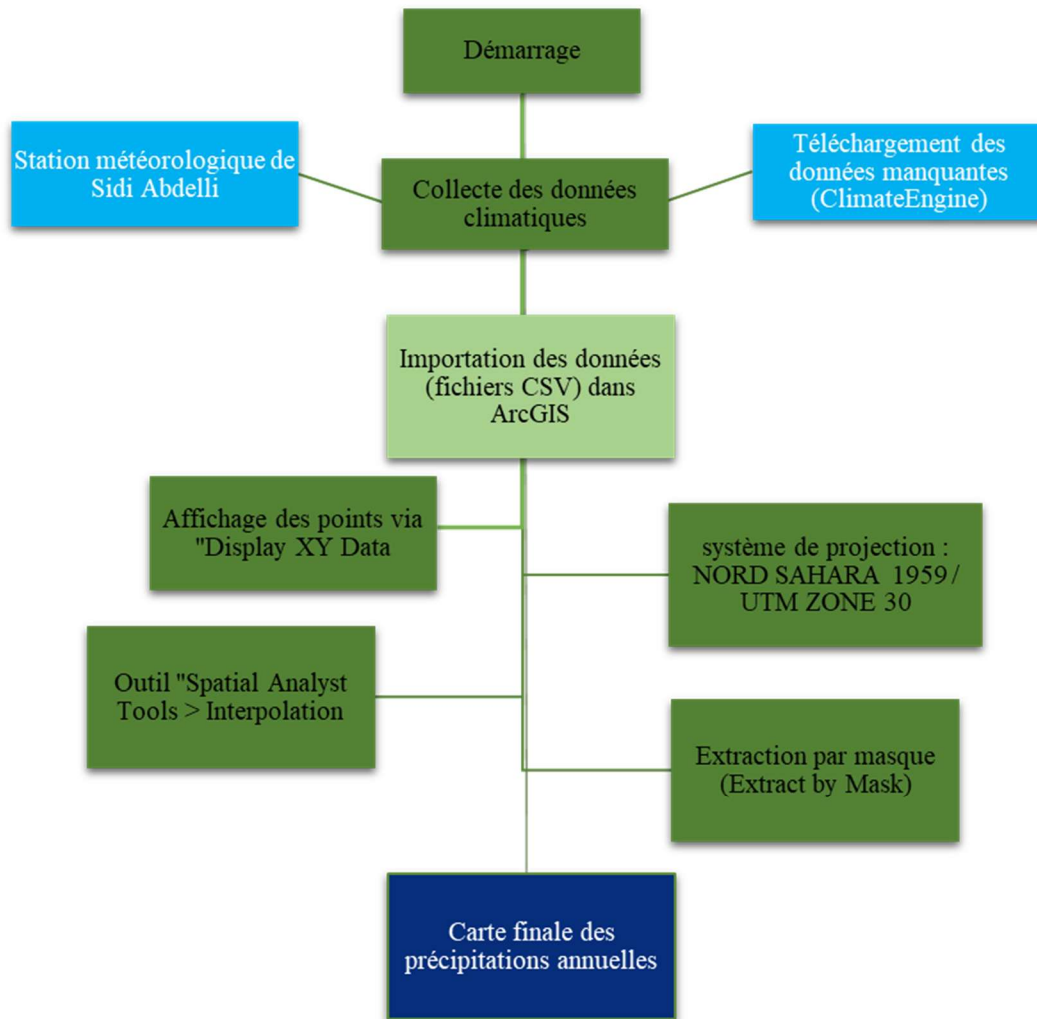 Démarrage
Station météorologique de
Sidi Abdelli
Collecte des données
climatiques
Téléchargement des
données manquantes
(ClimateEngine)
Importation des données
(fichiers CSV) dans
ArcGIS
Affichage des points via
"Display XY Data
système de projection :
NORD SAHARA 1959 /
UTM ZONE 30
Outil "Spatial Analyst
Tools > Interpolation
Extraction par masque
(Extract by Mask)
Carte finale des
précipitations annuelles